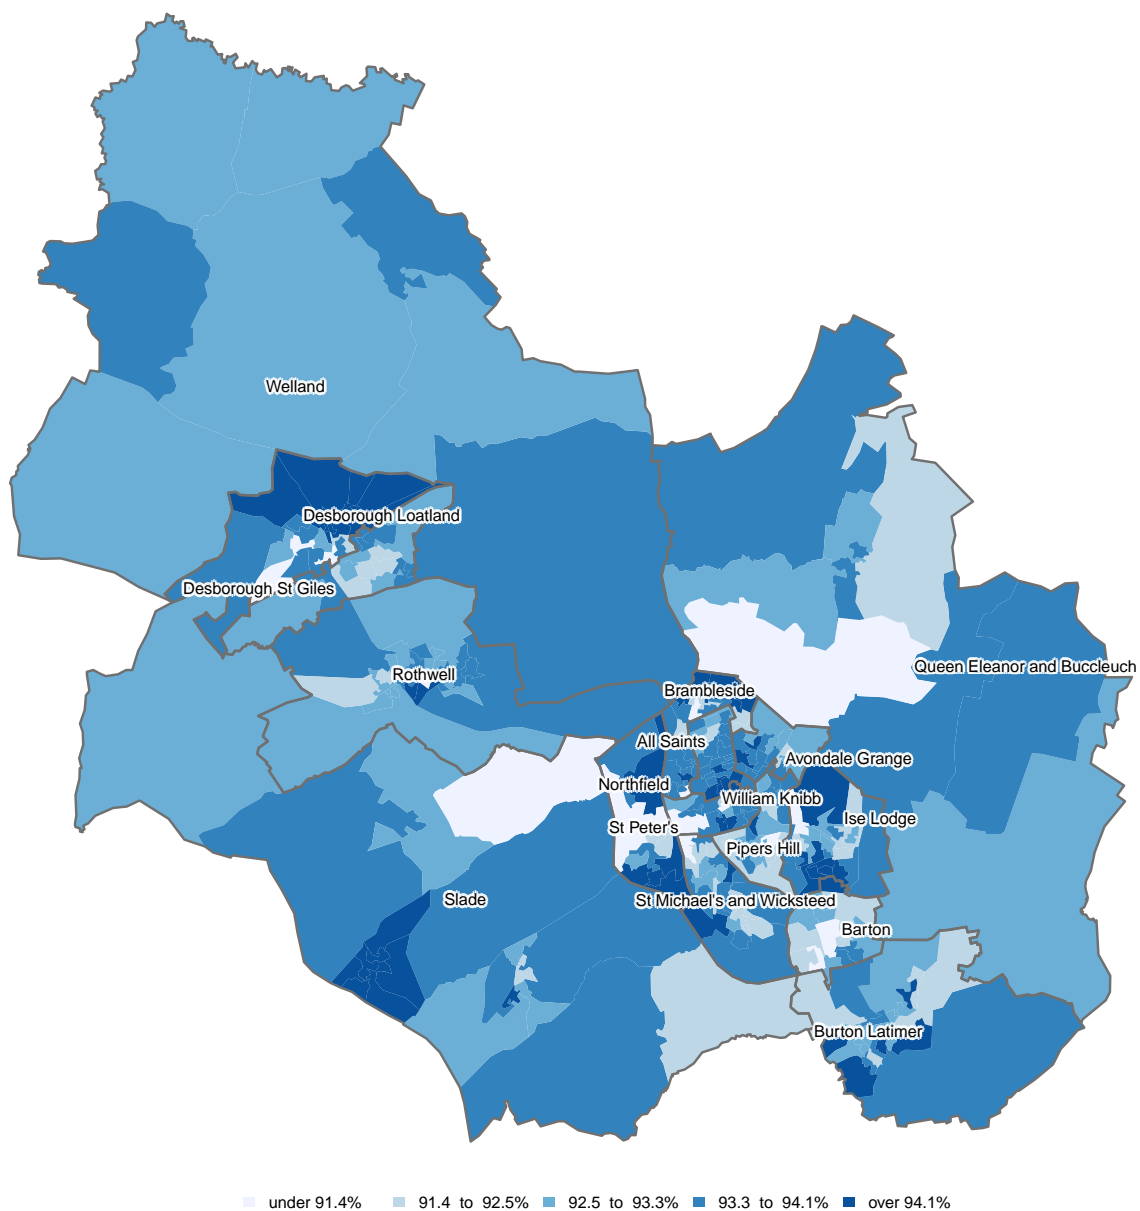 Welland
Desborough Loatland
Desborough St Giles
Rothwell
Queen Eleanor and Buccleuch
Brambleside
All Saints
Avondale Grange
Northfield
William Knibb
Ise Lodge
St Peter's
Pipers Hill
Slade
St Michael's and Wicksteed
Barton
Burton Latimer
under 91.4% 91.4 to 92.5% 92.5 to 93.3% 93.3 to 94.1% over 94.1%